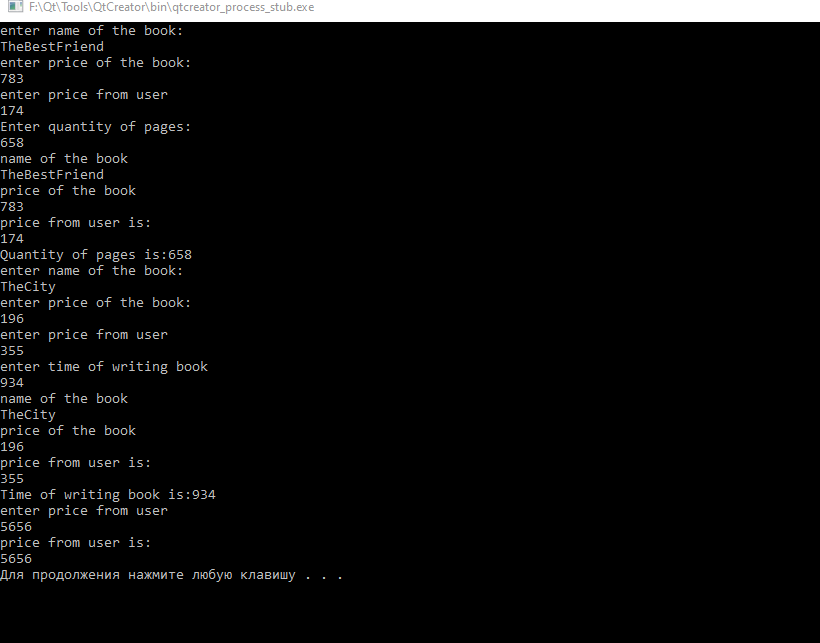 F:\Qt\Tools\QtCreator\bin\qtcreator_process_stub.exe
enter name of the book:
TheBestFriend
enter price of the book:
783
enter price from user
174
Enter quantity of pages:
658
name of the book
TheBestFriend
price of the book
783
price from user is:
174
Quantity of pages is:658
enter name of the book:
TheCity
enter price of the book:
196
enter price from user
355
enter time of writing book
934
name of the book
TheCity
price of the book
196
price from user is:
355
Time of writing book is:934
enter price from user
5656
price from user is:
5656
Для продолжения нажмите любую клавишу . . .